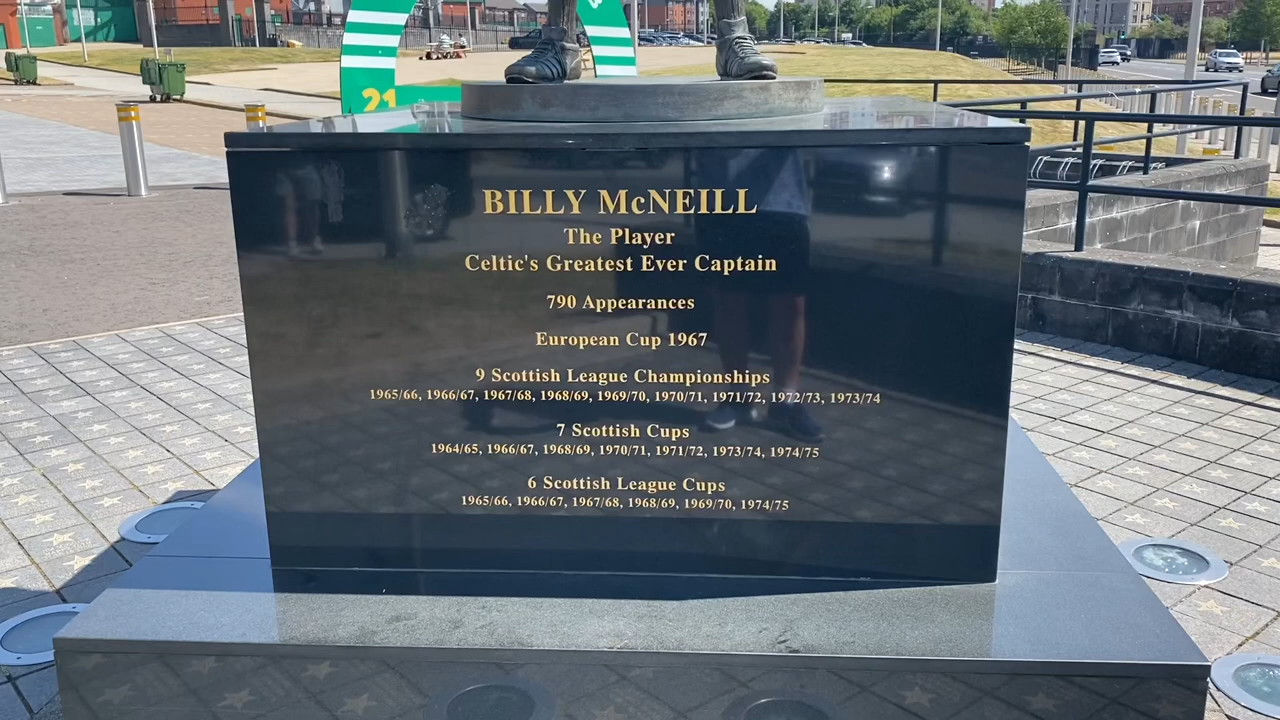 21
BILLY McNEILL
The Player
Celtic's Greatest Ever Captain
790 Appearances
European Cup 1967
9 Scottish League Championships
1965/66, 1966/67, 1967/68, 1968/69, 1969/70, 1970/71, 1971/72, 1972/73, 1973/74
7 Scottish Cups
1964/65, 1966/67, 1968/69, 1970/71, 1971/72, 1973/74, 1974/75
6 Scottish League Cups
1965/66, 1966/67, 1967/68, 1968/69, 1969/70, 1974/75